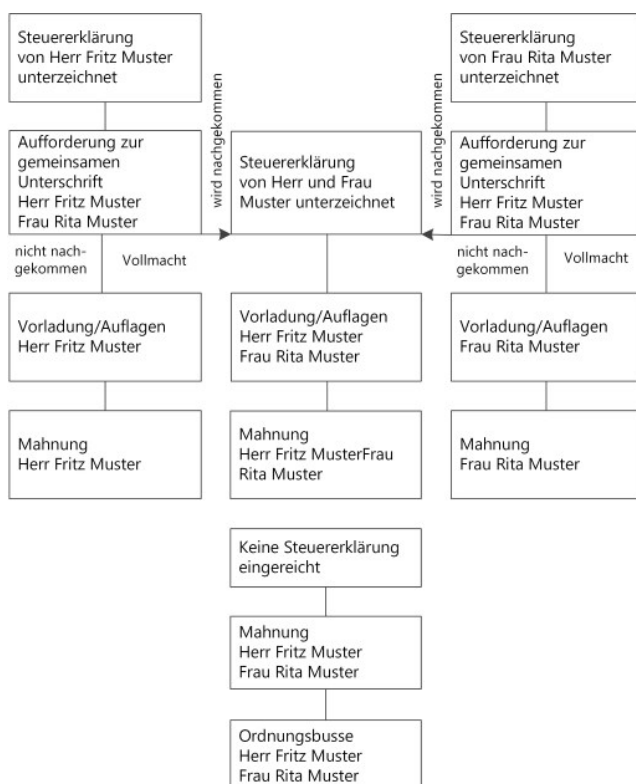 Steuererklärung
von Herr Fritz Muster
unterzeichnet
wird nachgekommen
Steuererklärung
von Frau Rita Muster
unterzeichnet
wird nachgekommen
Aufforderung zur
gemeinsamen
Unterschrift
Herr Fritz Muster
Frau Rita Muster
Steuererklärung
von Herr und Frau
Muster unterzeichnet
Aufforderung zur
gemeinsamen
Unterschrift
Herr Fritz Muster
Frau Rita Muster
nicht nach-
gekommen
Vollmacht
nicht nach-
gekommen
Vollmacht
Vorladung/Auflagen
Herr Fritz Muster
Vorladung/Auflagen
Herr Fritz Muster
Frau Rita Muster
Vorladung/Auflagen
Frau Rita Muster
Mahnung
Herr Fritz Muster
Mahnung
Herr Fritz MusterFrau
Rita Muster
Mahnung
Frau Rita Muster
Keine Steuererklärung
eingereicht
Mahnung
Herr Fritz Muster
Frau Rita Muster
Ordnungsbusse
Herr Fritz Muster
Frau Rita Muster